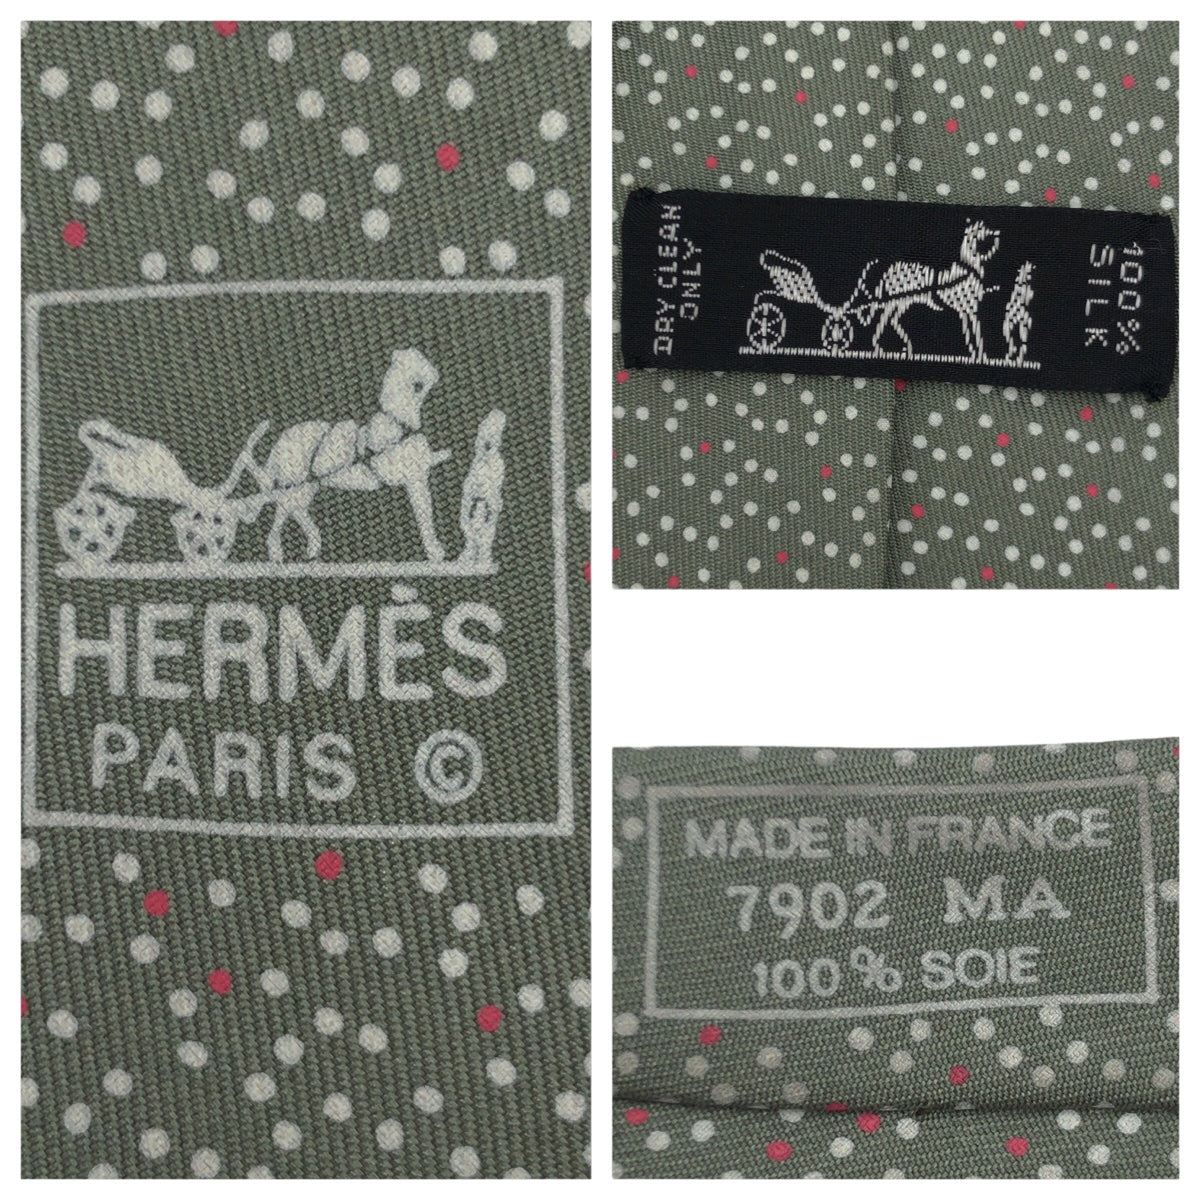 HERMÈS
PARIS ©
DRY CLEAN
ONLY
100%
SILK
MADE IN FRANCE
7902 MA
100% SOIE